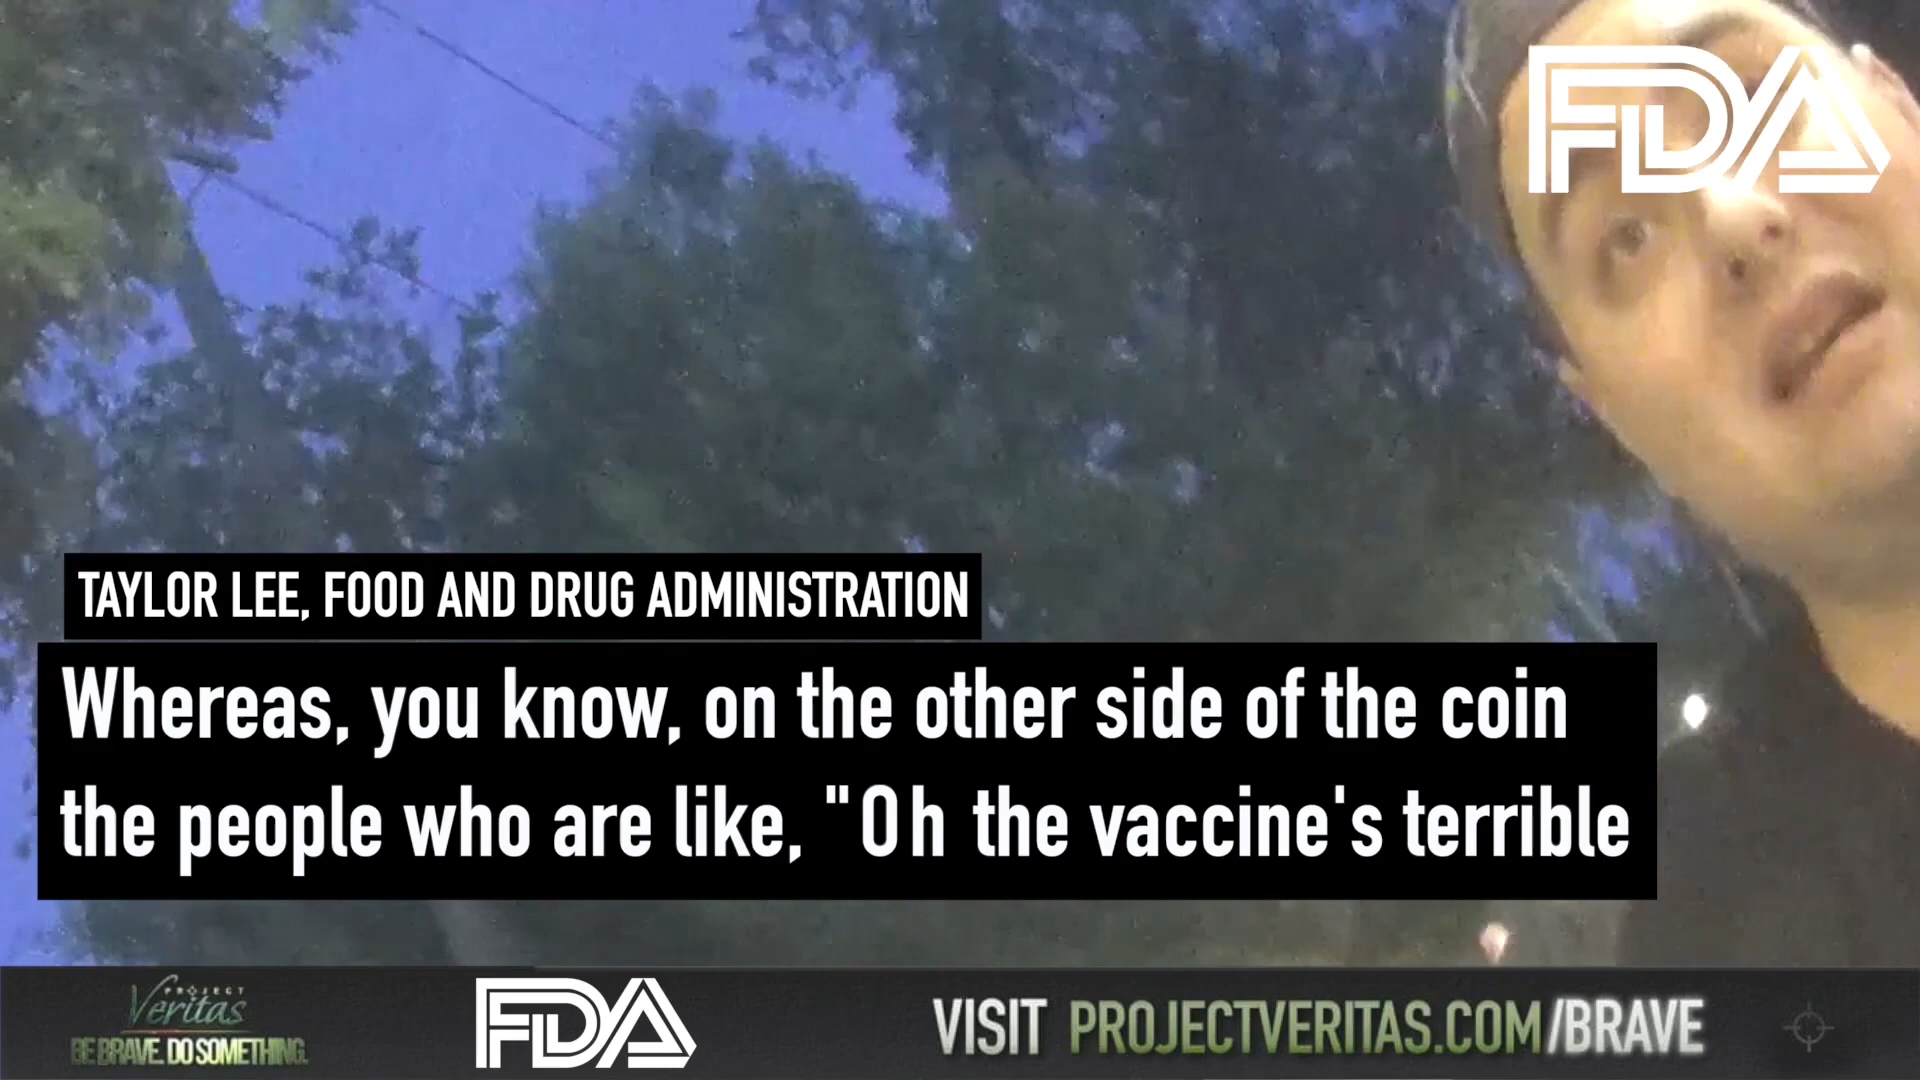 FDA
TAYLOR LEE, FOOD AND DRUG ADMINISTRATION
Whereas, you know, on the other side of the coin
the people who are like, "Oh the vaccine's terrible
PROJECT
Veritas
BE BRAVE. DO SOMETHING.
FDA
VISIT PROJECTVERITAS.COM/BRAVE